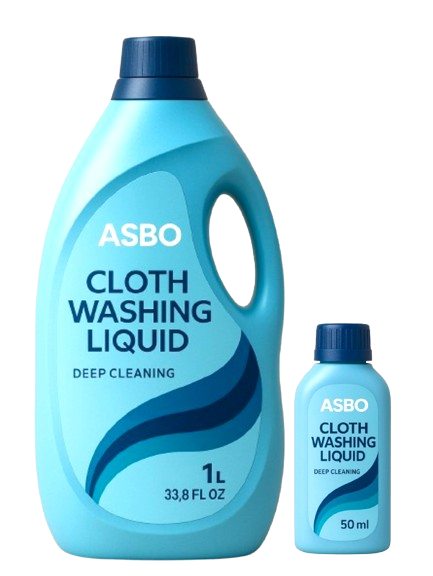 ASBO
CLOTH
WASHING
LIQUID
DEEP CLEANING
1L
33,8 FL OZ
ASBO
CLOTH
WASHING
LIQUID
DEEP CLEANING
50 ml